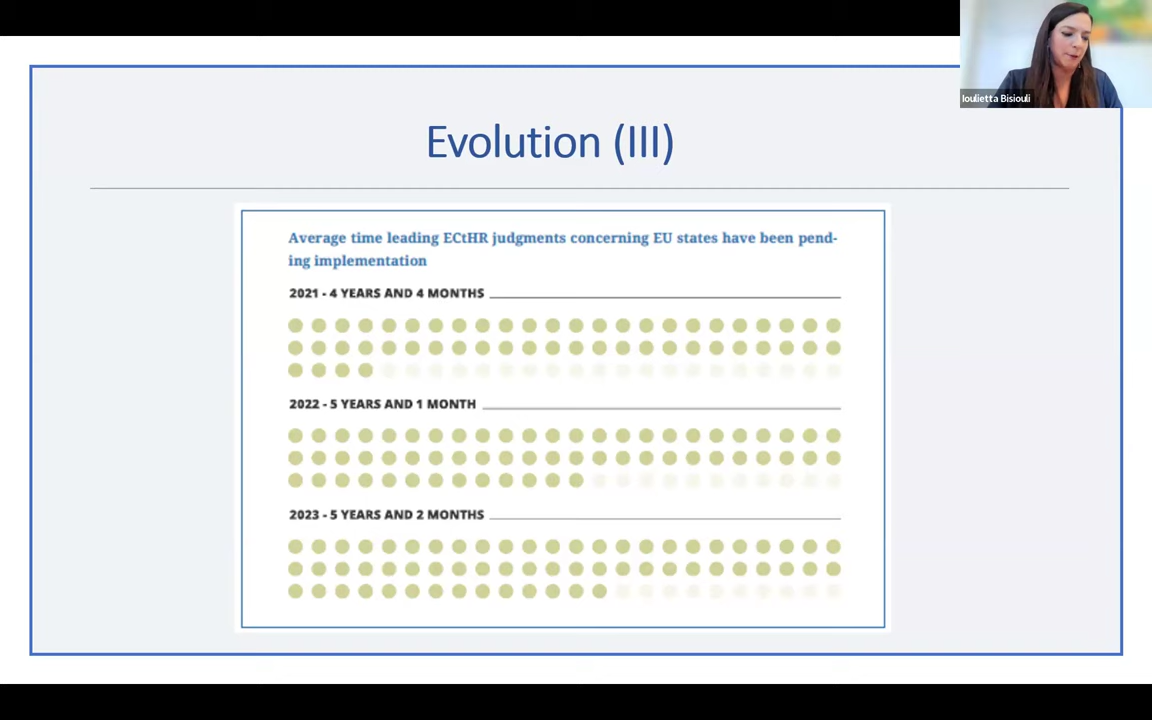 Ioulietta Bisiouli
Evolution (III)
Average time leading ECtHR judgments concerning EU states have been pend-
ing implementation
2021 - 4 YEARS AND 4 MONTHS
2022 - 5 YEARS AND 1 MONTH
2023 - 5 YEARS AND 2 MONTHS